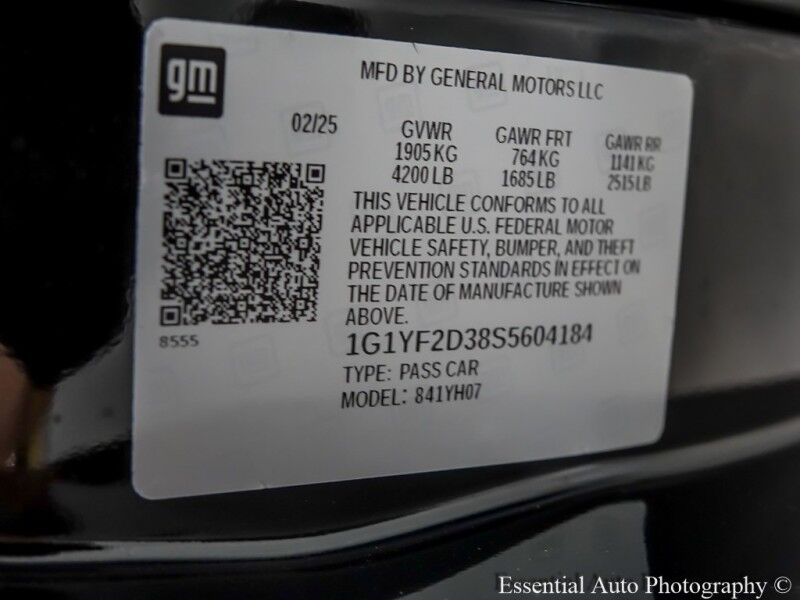 gm
MFD BY GENERAL MOTORS LLC
02/25 GVWR GAWR FRT GAWR RR
1905 KG 764 KG 1141 KG
4200 LB 1685 LB 2515 LB
THIS VEHICLE CONFORMS TO ALL
APPLICABLE U.S. FEDERAL MOTOR
VEHICLE SAFETY, BUMPER, AND THEFT
PREVENTION STANDARDS IN EFFECT ON
THE DATE OF MANUFACTURE SHOWN
ABOVE.
8555
1G1YF2D38S5604184
TYPE: PASS CAR
MODEL: 841YH07
Essential Auto Photography ©